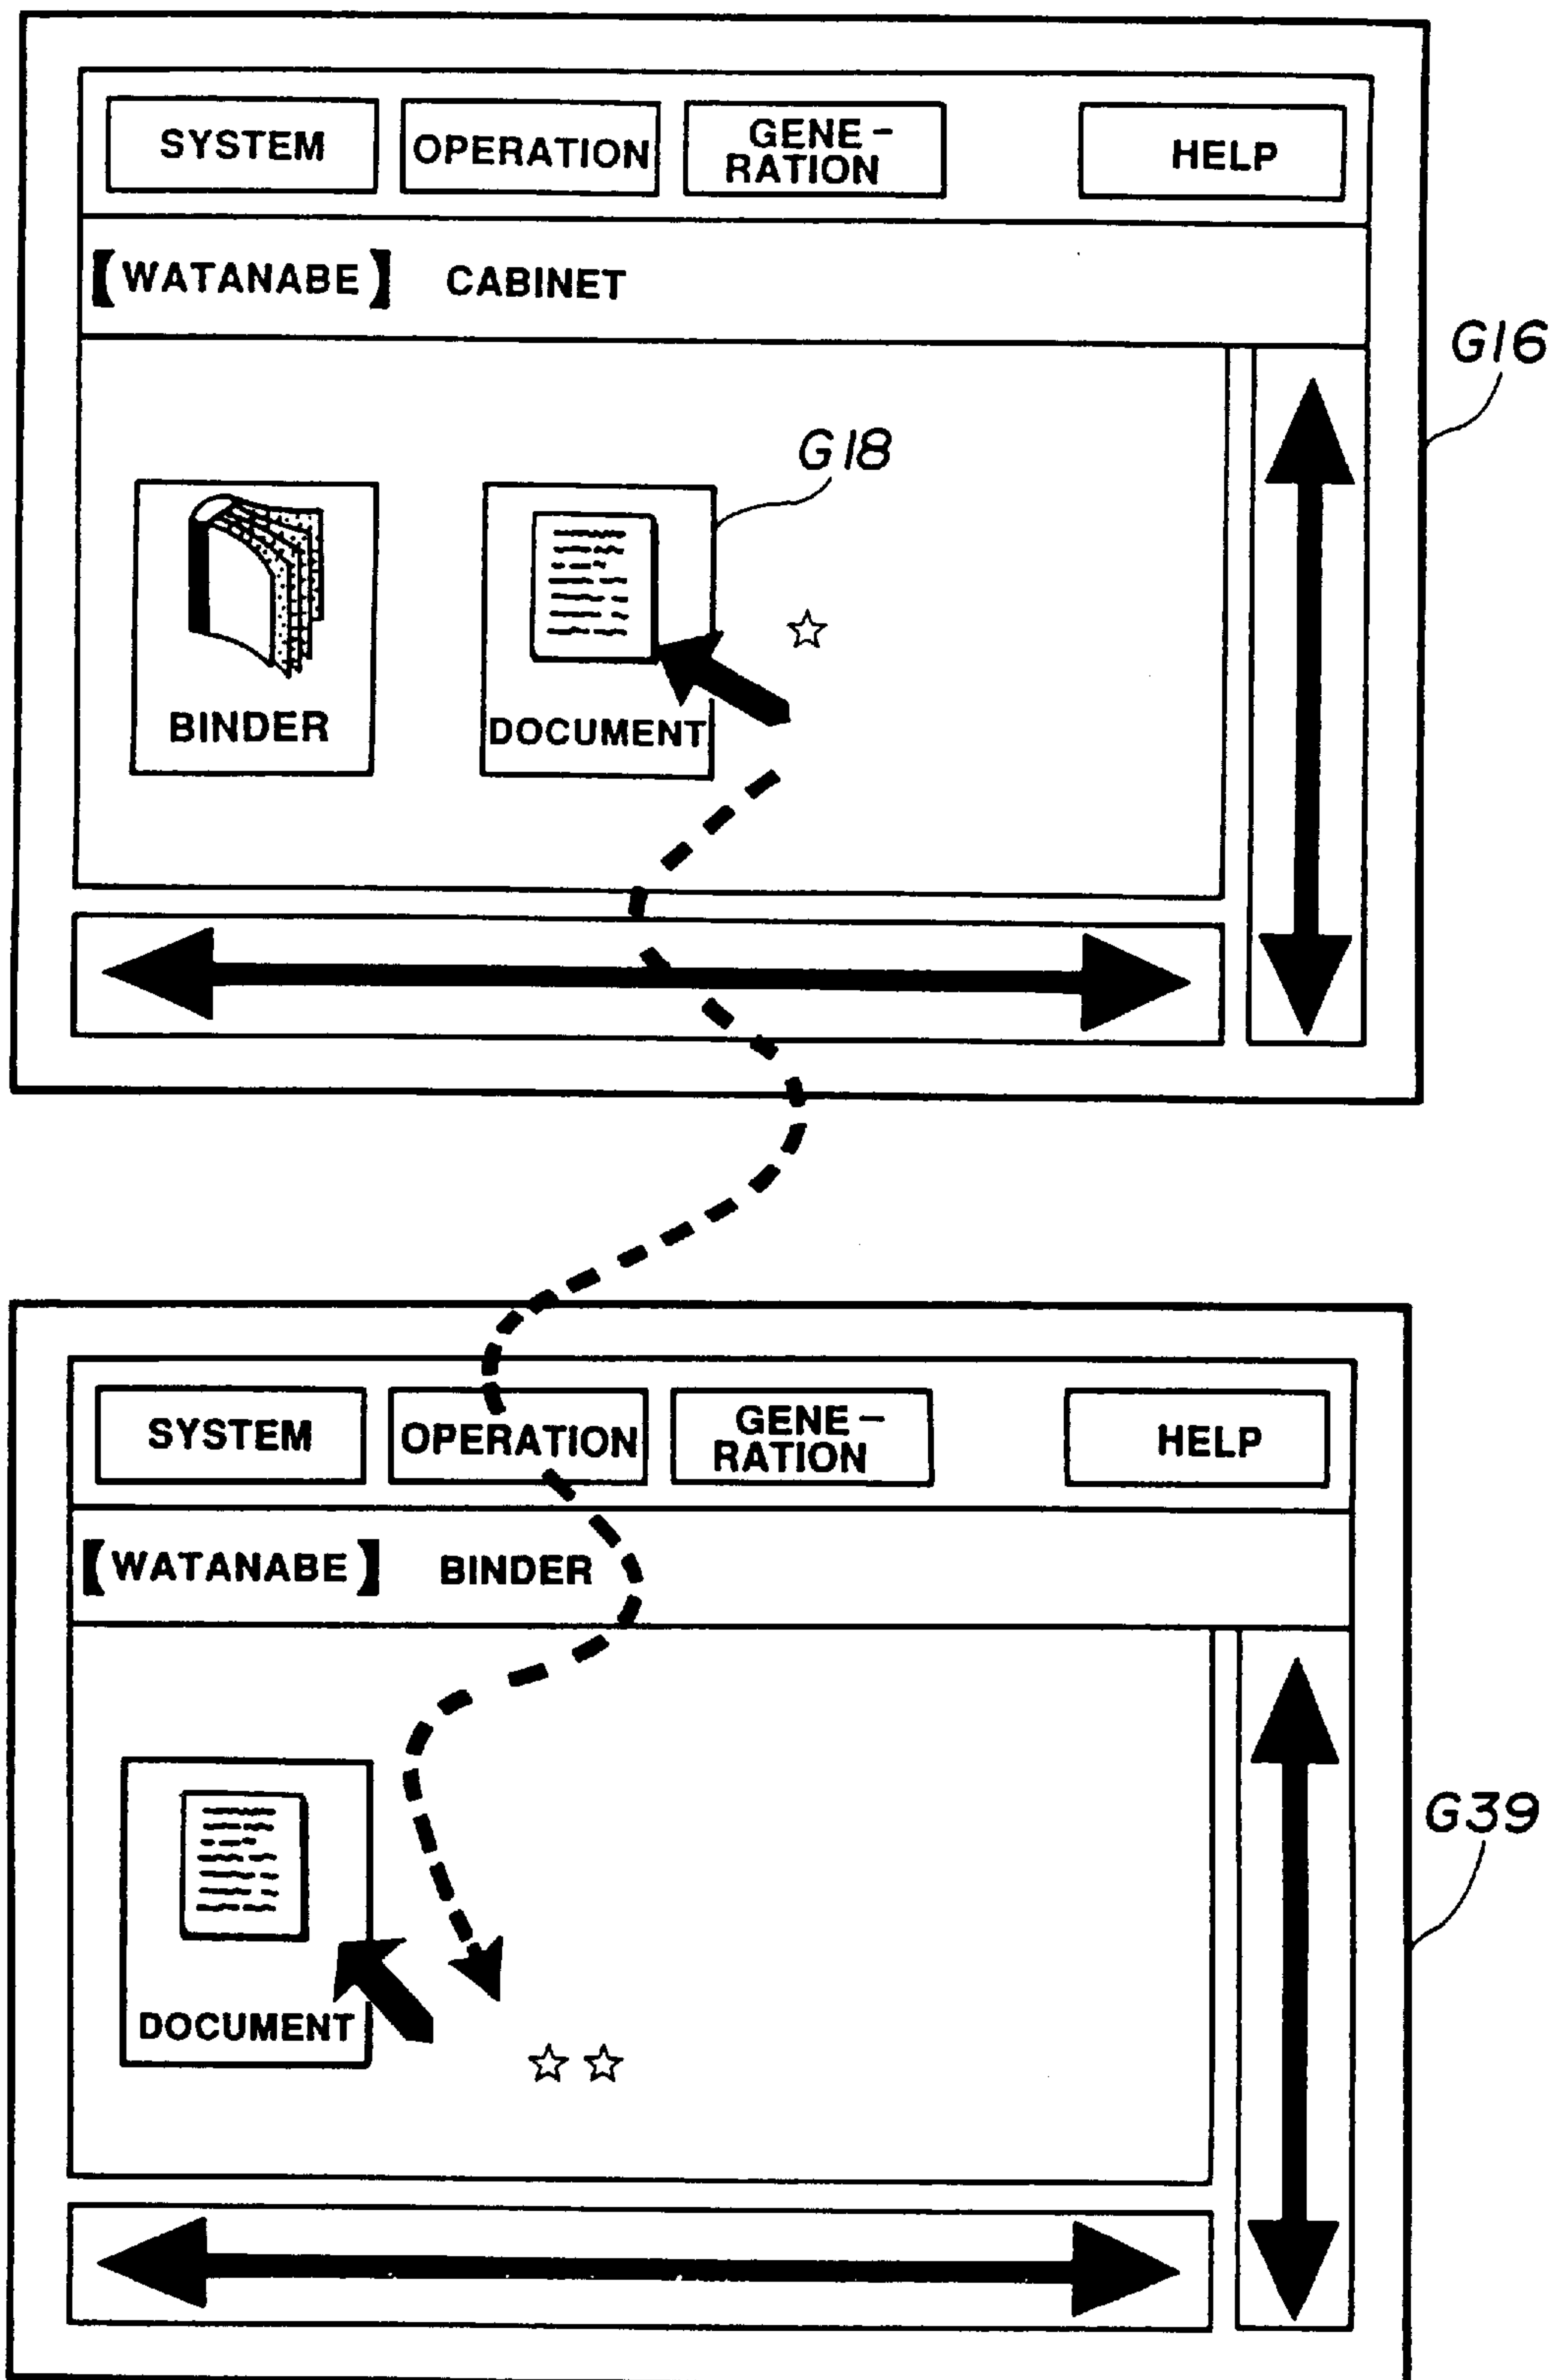 SYSTEM
OPERATION
GENE-
RATION
HELP
【WATANABE】 CABINET
G16
G18
BINDER
DOCUMENT
☆
SYSTEM
OPERATION
GENE-
RATION
HELP
【WATANABE】 BINDER
G39
DOCUMENT
☆☆